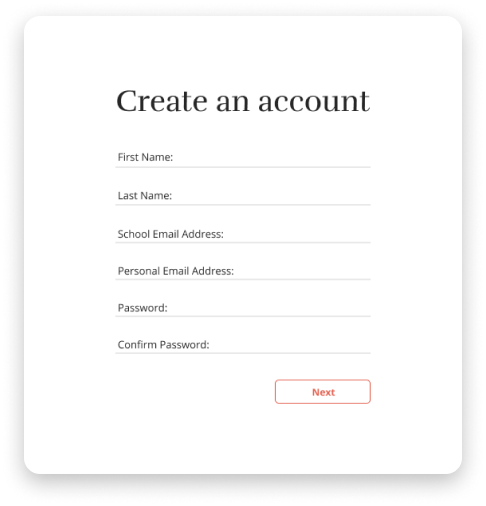 Create an account
First Name:
Last Name:
School Email Address:
Personal Email Address:
Password:
Confirm Password:
Next